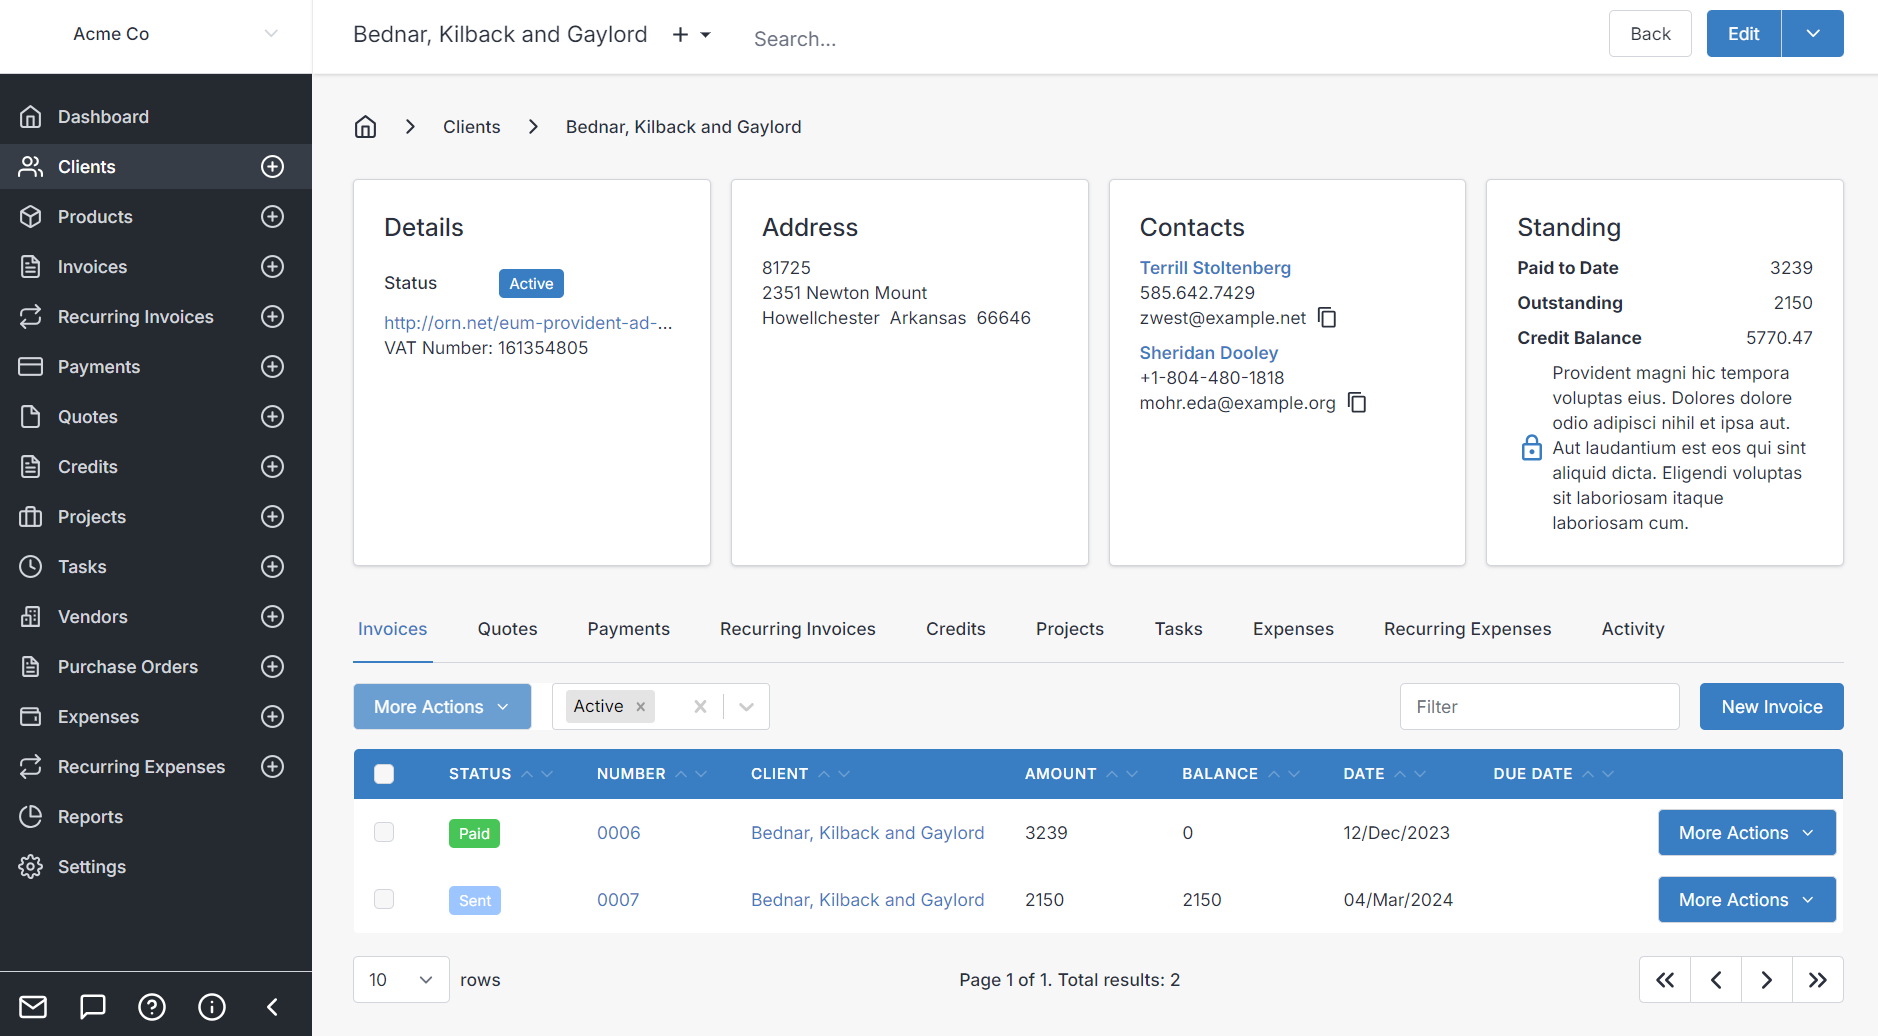 Acme Co
Bednar, Kilback and Gaylord
Search...
Back
Edit
Dashboard
Clients
Products
Invoices
Recurring Invoices
Payments
Quotes
Credits
Projects
Tasks
Vendors
Purchase Orders
Expenses
Recurring Expenses
Reports
Settings
Clients
Bednar, Kilback and Gaylord
Details
Status Active
http://orn.net/eum-provident-ad-...
VAT Number: 161354805
Address
81725
2351 Newton Mount
Howellchester Arkansas 66646
Contacts
Terrill Stoltenberg
585.642.7429
zwest@example.net
Sheridan Dooley
+1-804-480-1818
mohr.eda@example.org
Standing
Paid to Date 3239
Outstanding 2150
Credit Balance 5770.47
Provident magni hic tempora
voluptas eius. Dolores dolore
odio adipisci nihil et ipsa aut.
Aut laudantium est eos qui sint
aliquid dicta. Eligendi voluptas
sit laboriosam itaque
laboriosam cum.
Invoices Quotes Payments Recurring Invoices Credits Projects Tasks Expenses Recurring Expenses Activity
More Actions Active Filter New Invoice
STATUS NUMBER CLIENT AMOUNT BALANCE DATE DUE DATE
Paid 0006 Bednar, Kilback and Gaylord 3239 0 12/Dec/2023 More Actions
Sent 0007 Bednar, Kilback and Gaylord 2150 2150 04/Mar/2024 More Actions
10 rows Page 1 of 1. Total results: 2